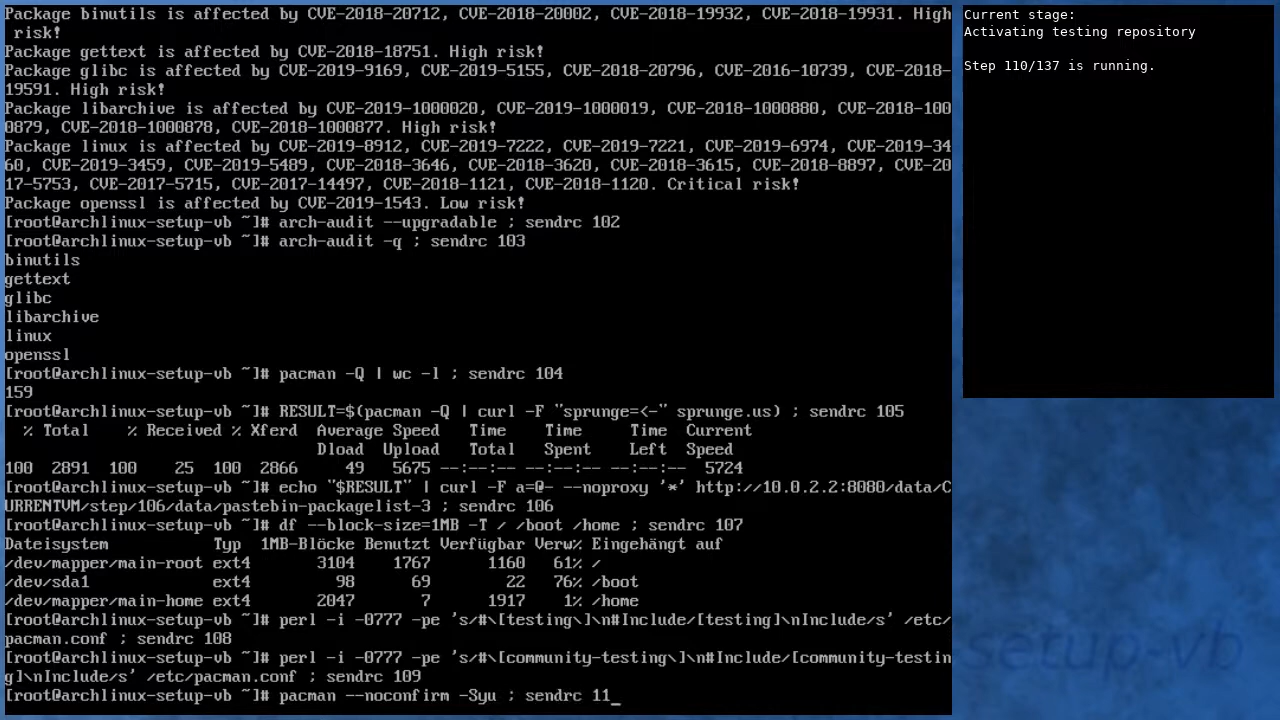 Package binutils is affected by CVE-2018-20712, CVE-2018-20002, CVE-2018-19932, CVE-2018-19931. High
 risk!
Package gettext is affected by CVE-2018-18751. High risk!
Package glibc is affected by CVE-2019-9169, CVE-2019-5155, CVE-2018-20796, CVE-2016-10739, CVE-2018-
19591. High risk!
Package libarchive is affected by CVE-2019-1000020, CVE-2019-1000019, CVE-2018-1000880, CVE-2018-100
0879, CVE-2018-1000878, CVE-2018-1000877. High risk!
Package linux is affected by CVE-2019-8912, CVE-2019-7222, CVE-2019-7221, CVE-2019-6974, CVE-2019-34
60, CVE-2019-3459, CVE-2019-5489, CVE-2018-3646, CVE-2018-3620, CVE-2018-3615, CVE-2018-8897, CVE-20
17-5753, CVE-2017-5715, CVE-2017-14497, CVE-2018-1121, CVE-2018-1120. Critical risk!
Package openssl is affected by CVE-2019-1543. Low risk!
[root@archlinux-setup-vb ~]# arch-audit --upgradable ; sendrc 102
[root@archlinux-setup-vb ~]# arch-audit -q ; sendrc 103
binutils
gettext
glibc
libarchive
linux
openssl
[root@archlinux-setup-vb ~]# pacman -Q | wc -l ; sendrc 104
159
[root@archlinux-setup-vb ~]# RESULT=$(pacman -Q | curl -F "sprunge=<-" sprunge.us) ; sendrc 105
  % Total    % Received % Xferd  Average Speed   Time    Time     Time  Current
                                 Dload  Upload   Total   Spent    Left  Speed
100  2891  100    25  100  2866     49   5675 --:--:-- --:--:-- --:--:--  5724
[root@archlinux-setup-vb ~]# echo "$RESULT" | curl -F a=@- --noproxy '*' http://10.0.2.2:8080/data/C
URRENTVM/step/106/data/pastebin-packagelist-3 ; sendrc 106
[root@archlinux-setup-vb ~]# df --block-size=1MB -T / /boot /home ; sendrc 107
Dateisystem           Typ  1MB-Blöcke Benutzt Verfügbar Verw% Eingehängt auf
/dev/mapper/main-root ext4       3104    1767      1160   61% /
/dev/sda1             ext4         98      69        22   76% /boot
/dev/mapper/main-home ext4       2047       7      1917    1% /home
[root@archlinux-setup-vb ~]# perl -i -0777 -pe 's/#\[testing\]\n#Include/[testing]\nInclude/s' /etc/
pacman.conf ; sendrc 108
[root@archlinux-setup-vb ~]# perl -i -0777 -pe 's/#\[community-testing\]\n#Include/[community-testin
g]\nInclude/s' /etc/pacman.conf ; sendrc 109
[root@archlinux-setup-vb ~]# pacman --noconfirm -Syu ; sendrc 11_
Current stage:
Activating testing repository
Step 110/137 is running.
setup-vb